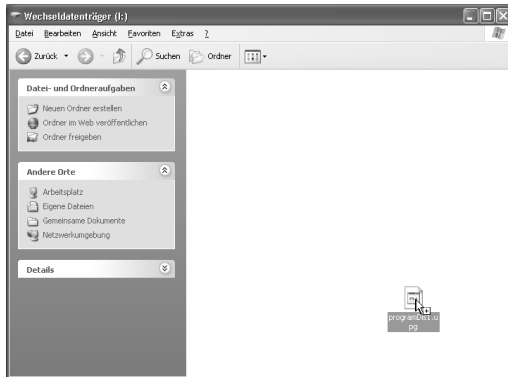 Wechseldatenträger (I:)
Datei Bearbeiten Ansicht Favoriten Extras ?
Zurück Suchen Ordner
Datei- und Ordneraufgaben
Neuen Ordner erstellen
Ordner im Web veröffentlichen
Ordner freigeben
Andere Orte
Arbeitsplatz
Eigene Dateien
Gemeinsame Dokumente
Netzwerkumgebung
Details
pg